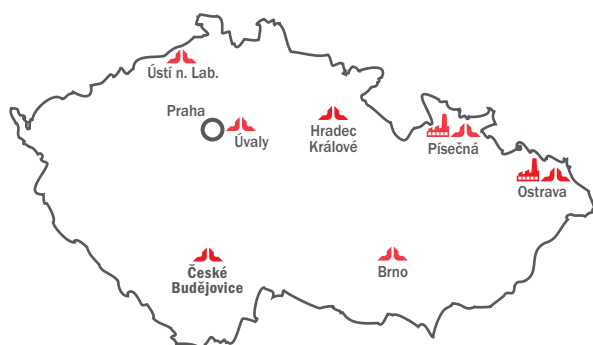 Ústí n. Lab.
Praha
Úvaly
Hradec
Králové
Písečná
Ostrava
České
Budějovice
Brno